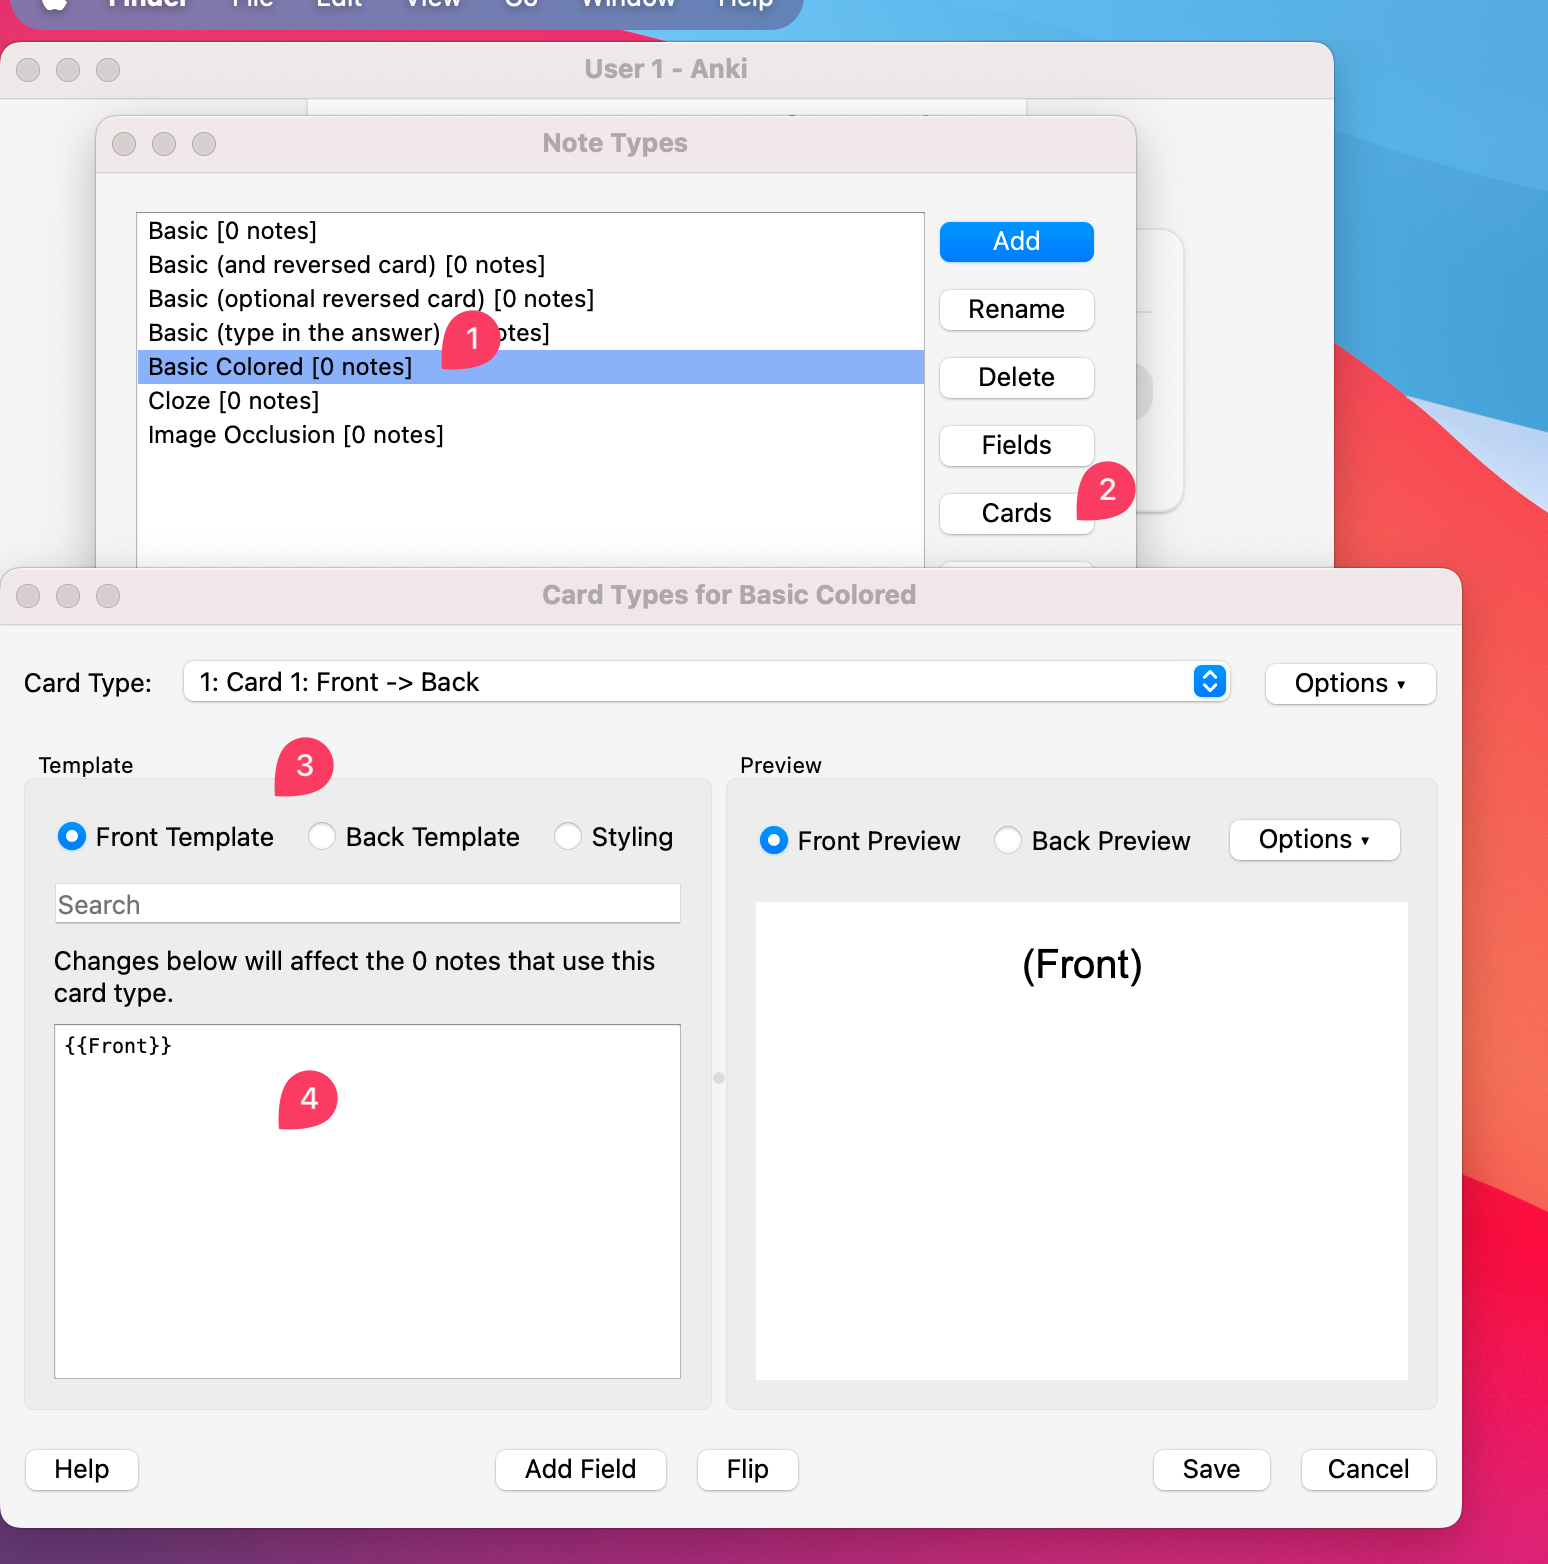 Finder File Edit View Go Window Help
User 1 - Anki
Note Types
Basic [0 notes]
Basic (and reversed card) [0 notes]
Basic (optional reversed card) [0 notes]
Basic (type in the answer) otes]
1
Basic Colored [0 notes]
Cloze [0 notes]
Image Occlusion [0 notes]
Add
Rename
Delete
Fields
2
Cards
Card Types for Basic Colored
Card Type: 1: Card 1: Front -> Back Options ▾
Template
3
Front Template Back Template Styling
Search
Changes below will affect the 0 notes that use this
card type.
{{Front}}
4
Preview
Front Preview Back Preview Options ▾
(Front)
Help Add Field Flip Save Cancel